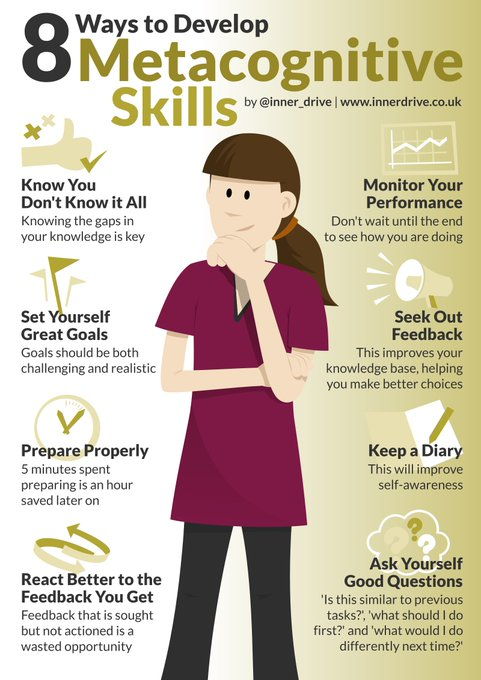 8 Ways to Develop
Metacognitive
Skills
by @inner_drive | www.innerdrive.co.uk
Know You
Don't Know it All
Knowing the gaps in
your knowledge is key
Set Yourself
Great Goals
Goals should be both
challenging and realistic
Prepare Properly
5 minutes spent
preparing is an hour
saved later on
React Better to the
Feedback You Get
Feedback that is sought
but not actioned is a
wasted opportunity
Monitor Your
Performance
Don't wait until the end
to see how you are doing
Seek Out
Feedback
This improves your
knowledge base, helping
you make better choices
Keep a Diary
This will improve
self-awareness
???
Ask Yourself
Good Questions
'Is this similar to previous
tasks?', 'what should I do
first?' and 'what would I do
differently next time?'